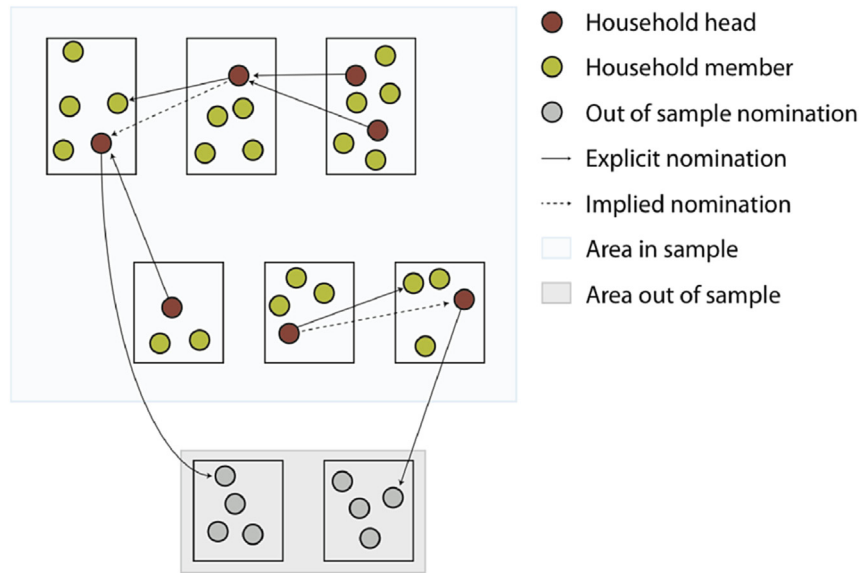 Household head
Household member
Out of sample nomination
Explicit nomination
Implied nomination
Area in sample
Area out of sample